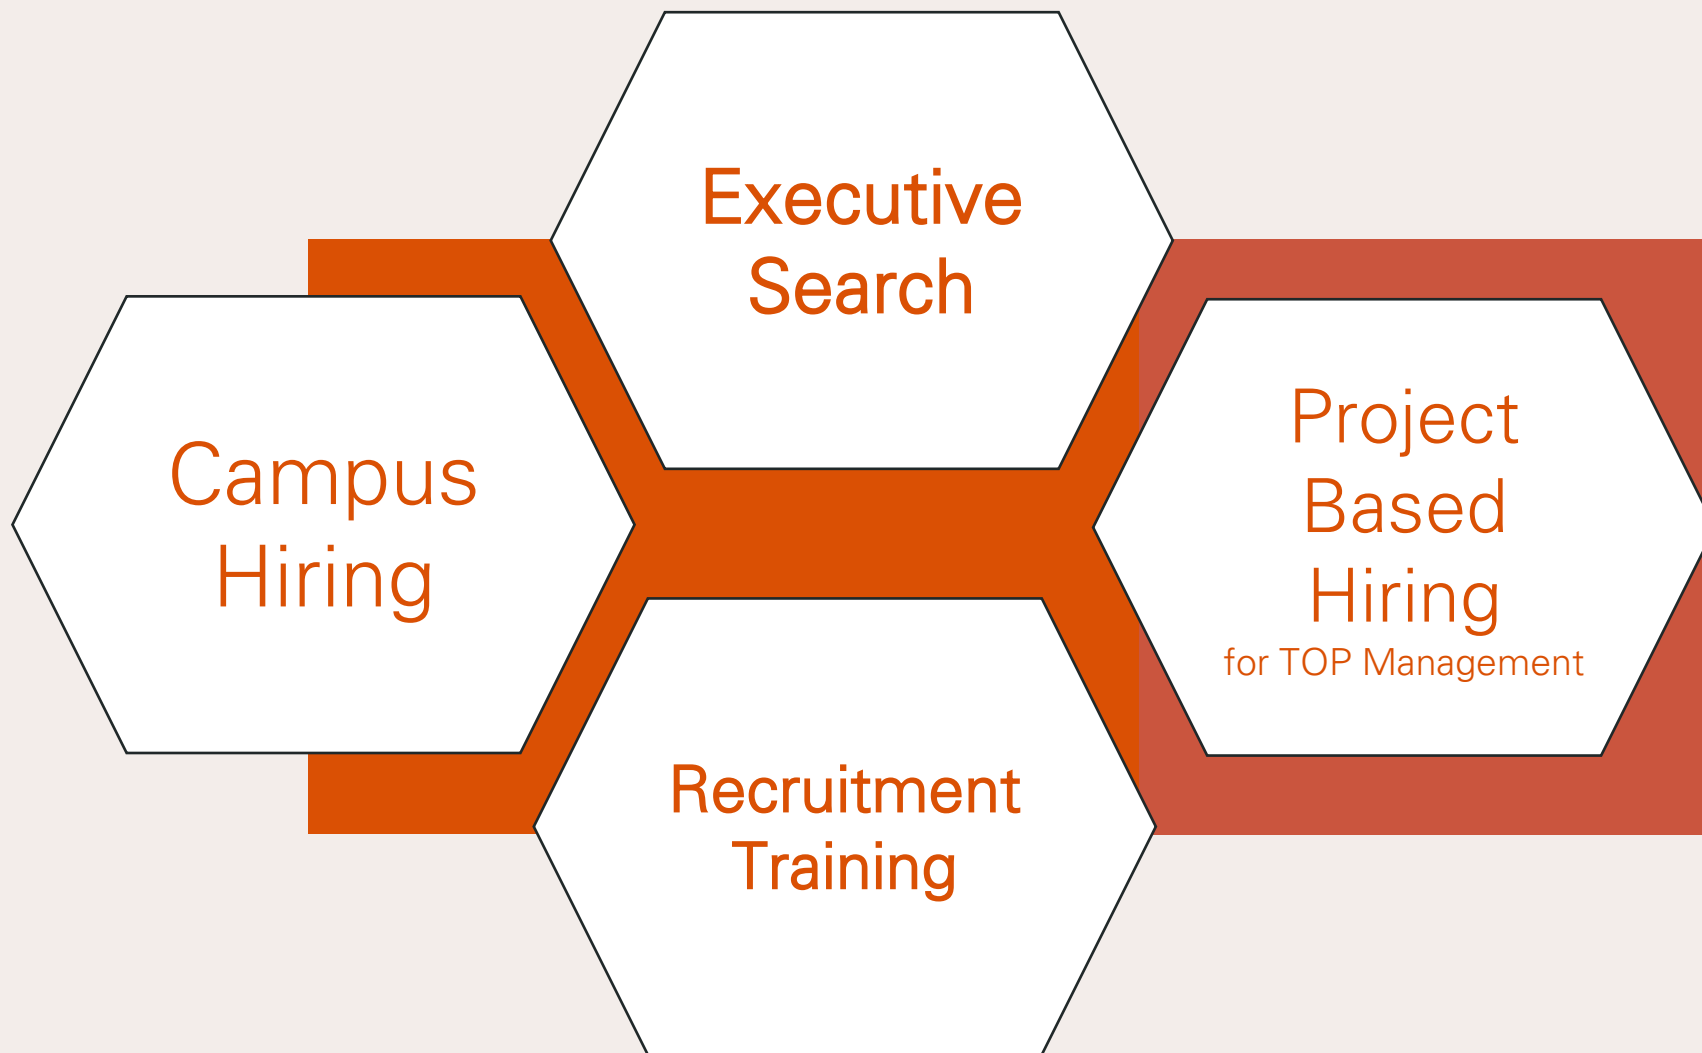 Executive
Search
Campus
Hiring
Project
Based
Hiring
for TOP Management
Recruitment
Training